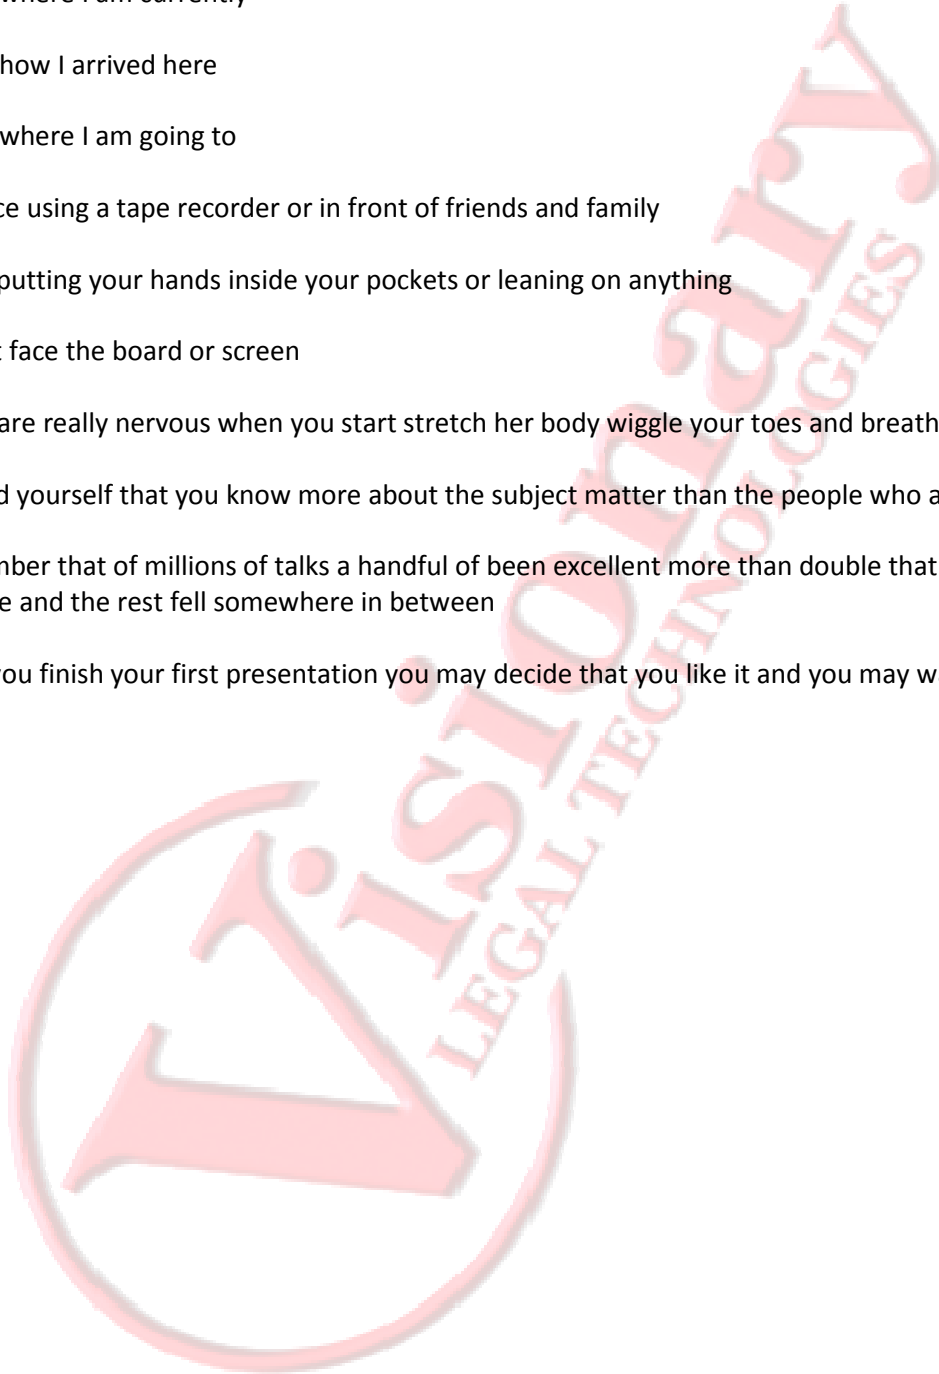 where I am currently
how I arrived here
where I am going to
ce using a tape recorder or in front of friends and family
putting your hands inside your pockets or leaning on anything
t face the board or screen
are really nervous when you start stretch her body wiggle your toes and breath
d yourself that you know more about the subject matter than the people who a
mber that of millions of talks a handful of been excellent more than double that
e and the rest fell somewhere in between
you finish your first presentation you may decide that you like it and you may w
Visionary
LEGAL TECHNOLOGIES